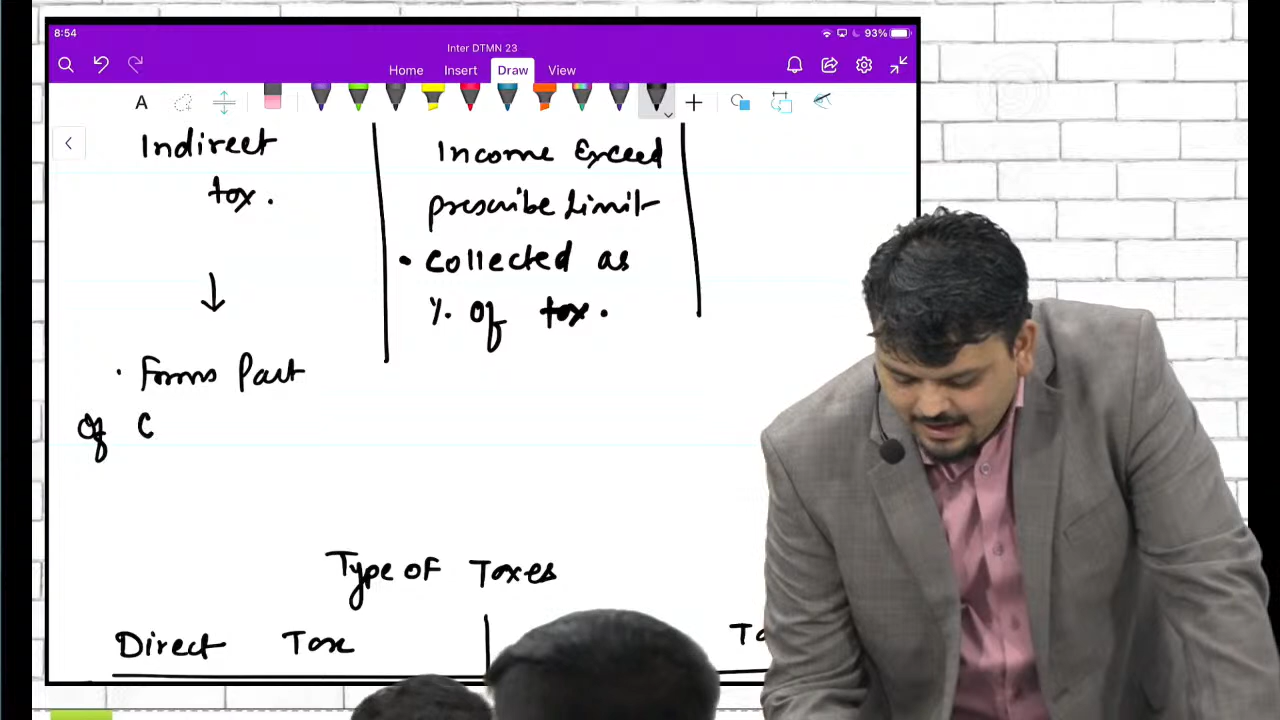 8:54
93%
Inter DTMN 23
Home Insert Draw View
A
Indirect
tax.
Income Exceed
prescribe Limit
• Collected as
%. of tax.
↓
• Forms Part
of C
Type of Taxes
Direct Tax